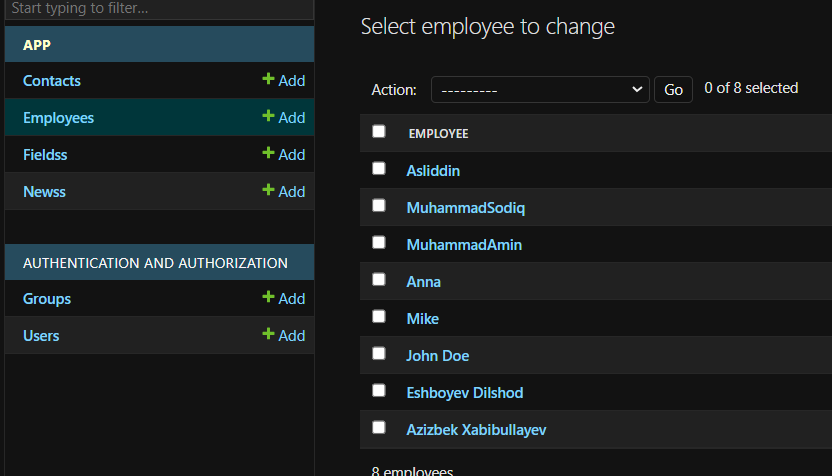 Start typing to filter...
APP
Contacts + Add
Employees + Add
Fieldss + Add
Newss + Add
AUTHENTICATION AND AUTHORIZATION
Groups + Add
Users + Add
Select employee to change
Action: --------- Go 0 of 8 selected
EMPLOYEE
Asliddin
MuhammadSodiq
MuhammadAmin
Anna
Mike
John Doe
Eshboyev Dilshod
Azizbek Xabibullayev
8 employees